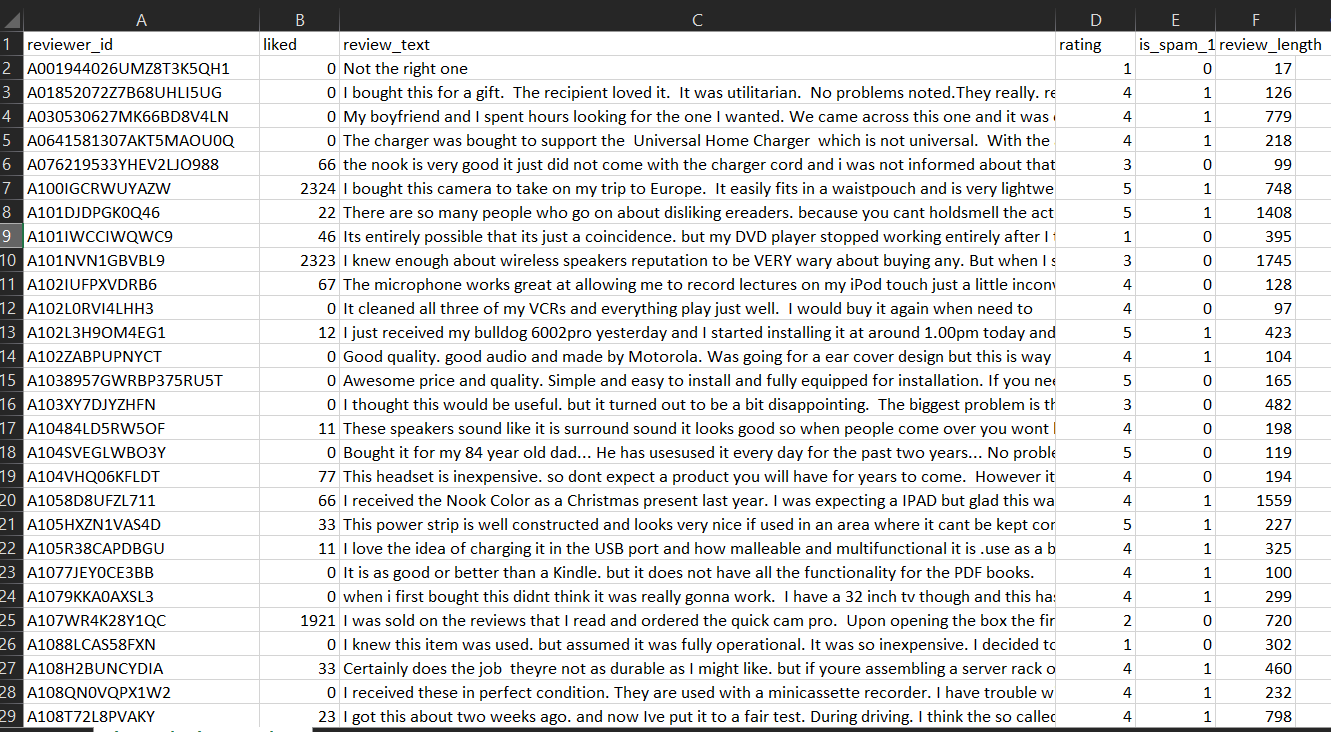 A B C D E F
1 reviewer_id liked review_text rating is_spam_1 review_length
2 A001944026UMZ8T3K5QH1 0 Not the right one 1 0 17
3 A01852072Z7B68UHLI5UG 0 I bought this for a gift.  The recipient loved it.  It was utilitarian.  No problems noted.They really. re 4 1 126
4 A030530627MK66BD8V4LN 0 My boyfriend and I spent hours looking for the one I wanted. We came across this one and it was 4 1 779
5 A0641581307AKT5MAOU0Q 0 The charger was bought to support the  Universal Home Charger  which is not universal.  With the 4 1 218
6 A076219533YHEV2LJO988 66 the nook is very good it just did not come with the charger cord and i was not informed about that 3 0 99
7 A100IGCRWUYAZW 2324 I bought this camera to take on my trip to Europe.  It easily fits in a waistpouch and is very lightwe 5 1 748
8 A101DJDPGK0Q46 22 There are so many people who go on about disliking ereaders. because you cant holdsmell the act 5 1 1408
9 A101IWCCIWQWC9 46 Its entirely possible that its just a coincidence. but my DVD player stopped working entirely after I 1 0 395
10 A101NVN1GBVBL9 2323 I knew enough about wireless speakers reputation to be VERY wary about buying any. But when I s 3 0 1745
11 A102IUFPXVDRB6 67 The microphone works great at allowing me to record lectures on my iPod touch just a little inconv 4 0 128
12 A102L0RVI4LHH3 0 It cleaned all three of my VCRs and everything play just well.  I would buy it again when need to 4 0 97
13 A102L3H9OM4EG1 12 I just received my bulldog 6002pro yesterday and I started installing it at around 1.00pm today and 5 1 423
14 A102ZABPUPNYCT 0 Good quality. good audio and made by Motorola. Was going for a ear cover design but this is way 4 1 104
15 A1038957GWRBP375RU5T 0 Awesome price and quality. Simple and easy to install and fully equipped for installation. If you nee 5 0 165
16 A103XY7DJYZHFN 0 I thought this would be useful. but it turned out to be a bit disappointing.  The biggest problem is th 3 0 482
17 A10484LD5RW5OF 11 These speakers sound like it is surround sound it looks good so when people come over you wont 4 0 198
18 A104SVEGLWBO3Y 0 Bought it for my 84 year old dad... He has usesused it every day for the past two years... No proble 5 0 119
19 A104VHQ06KFLDT 77 This headset is inexpensive. so dont expect a product you will have for years to come.  However it 4 0 194
20 A1058D8UFZL711 66 I received the Nook Color as a Christmas present last year. I was expecting a IPAD but glad this wa 4 1 1559
21 A105HXZN1VAS4D 33 This power strip is well constructed and looks very nice if used in an area where it cant be kept cor 5 1 227
22 A105R38CAPDBGU 11 I love the idea of charging it in the USB port and how malleable and multifunctional it is .use as a b 4 1 325
23 A1077JEY0CE3BB 0 It is as good or better than a Kindle. but it does not have all the functionality for the PDF books. 4 1 100
24 A1079KKA0AXSL3 0 when i first bought this didnt think it was really gonna work.  I have a 32 inch tv though and this has 4 1 299
25 A107WR4K28Y1QC 1921 I was sold on the reviews that I read and ordered the quick cam pro.  Upon opening the box the fir 2 0 720
26 A1088LCAS58FXN 0 I knew this item was used. but assumed it was fully operational. It was so inexpensive. I decided to 1 0 302
27 A108H2BUNCYDIA 33 Certainly does the job  theyre not as durable as I might like. but if youre assembling a server rack o 4 1 460
28 A108QN0VQPX1W2 0 I received these in perfect condition. They are used with a minicassette recorder. I have trouble w 4 1 232
29 A108T72L8PVAKY 23 I got this about two weeks ago. and now Ive put it to a fair test. During driving. I think the so called 4 1 798